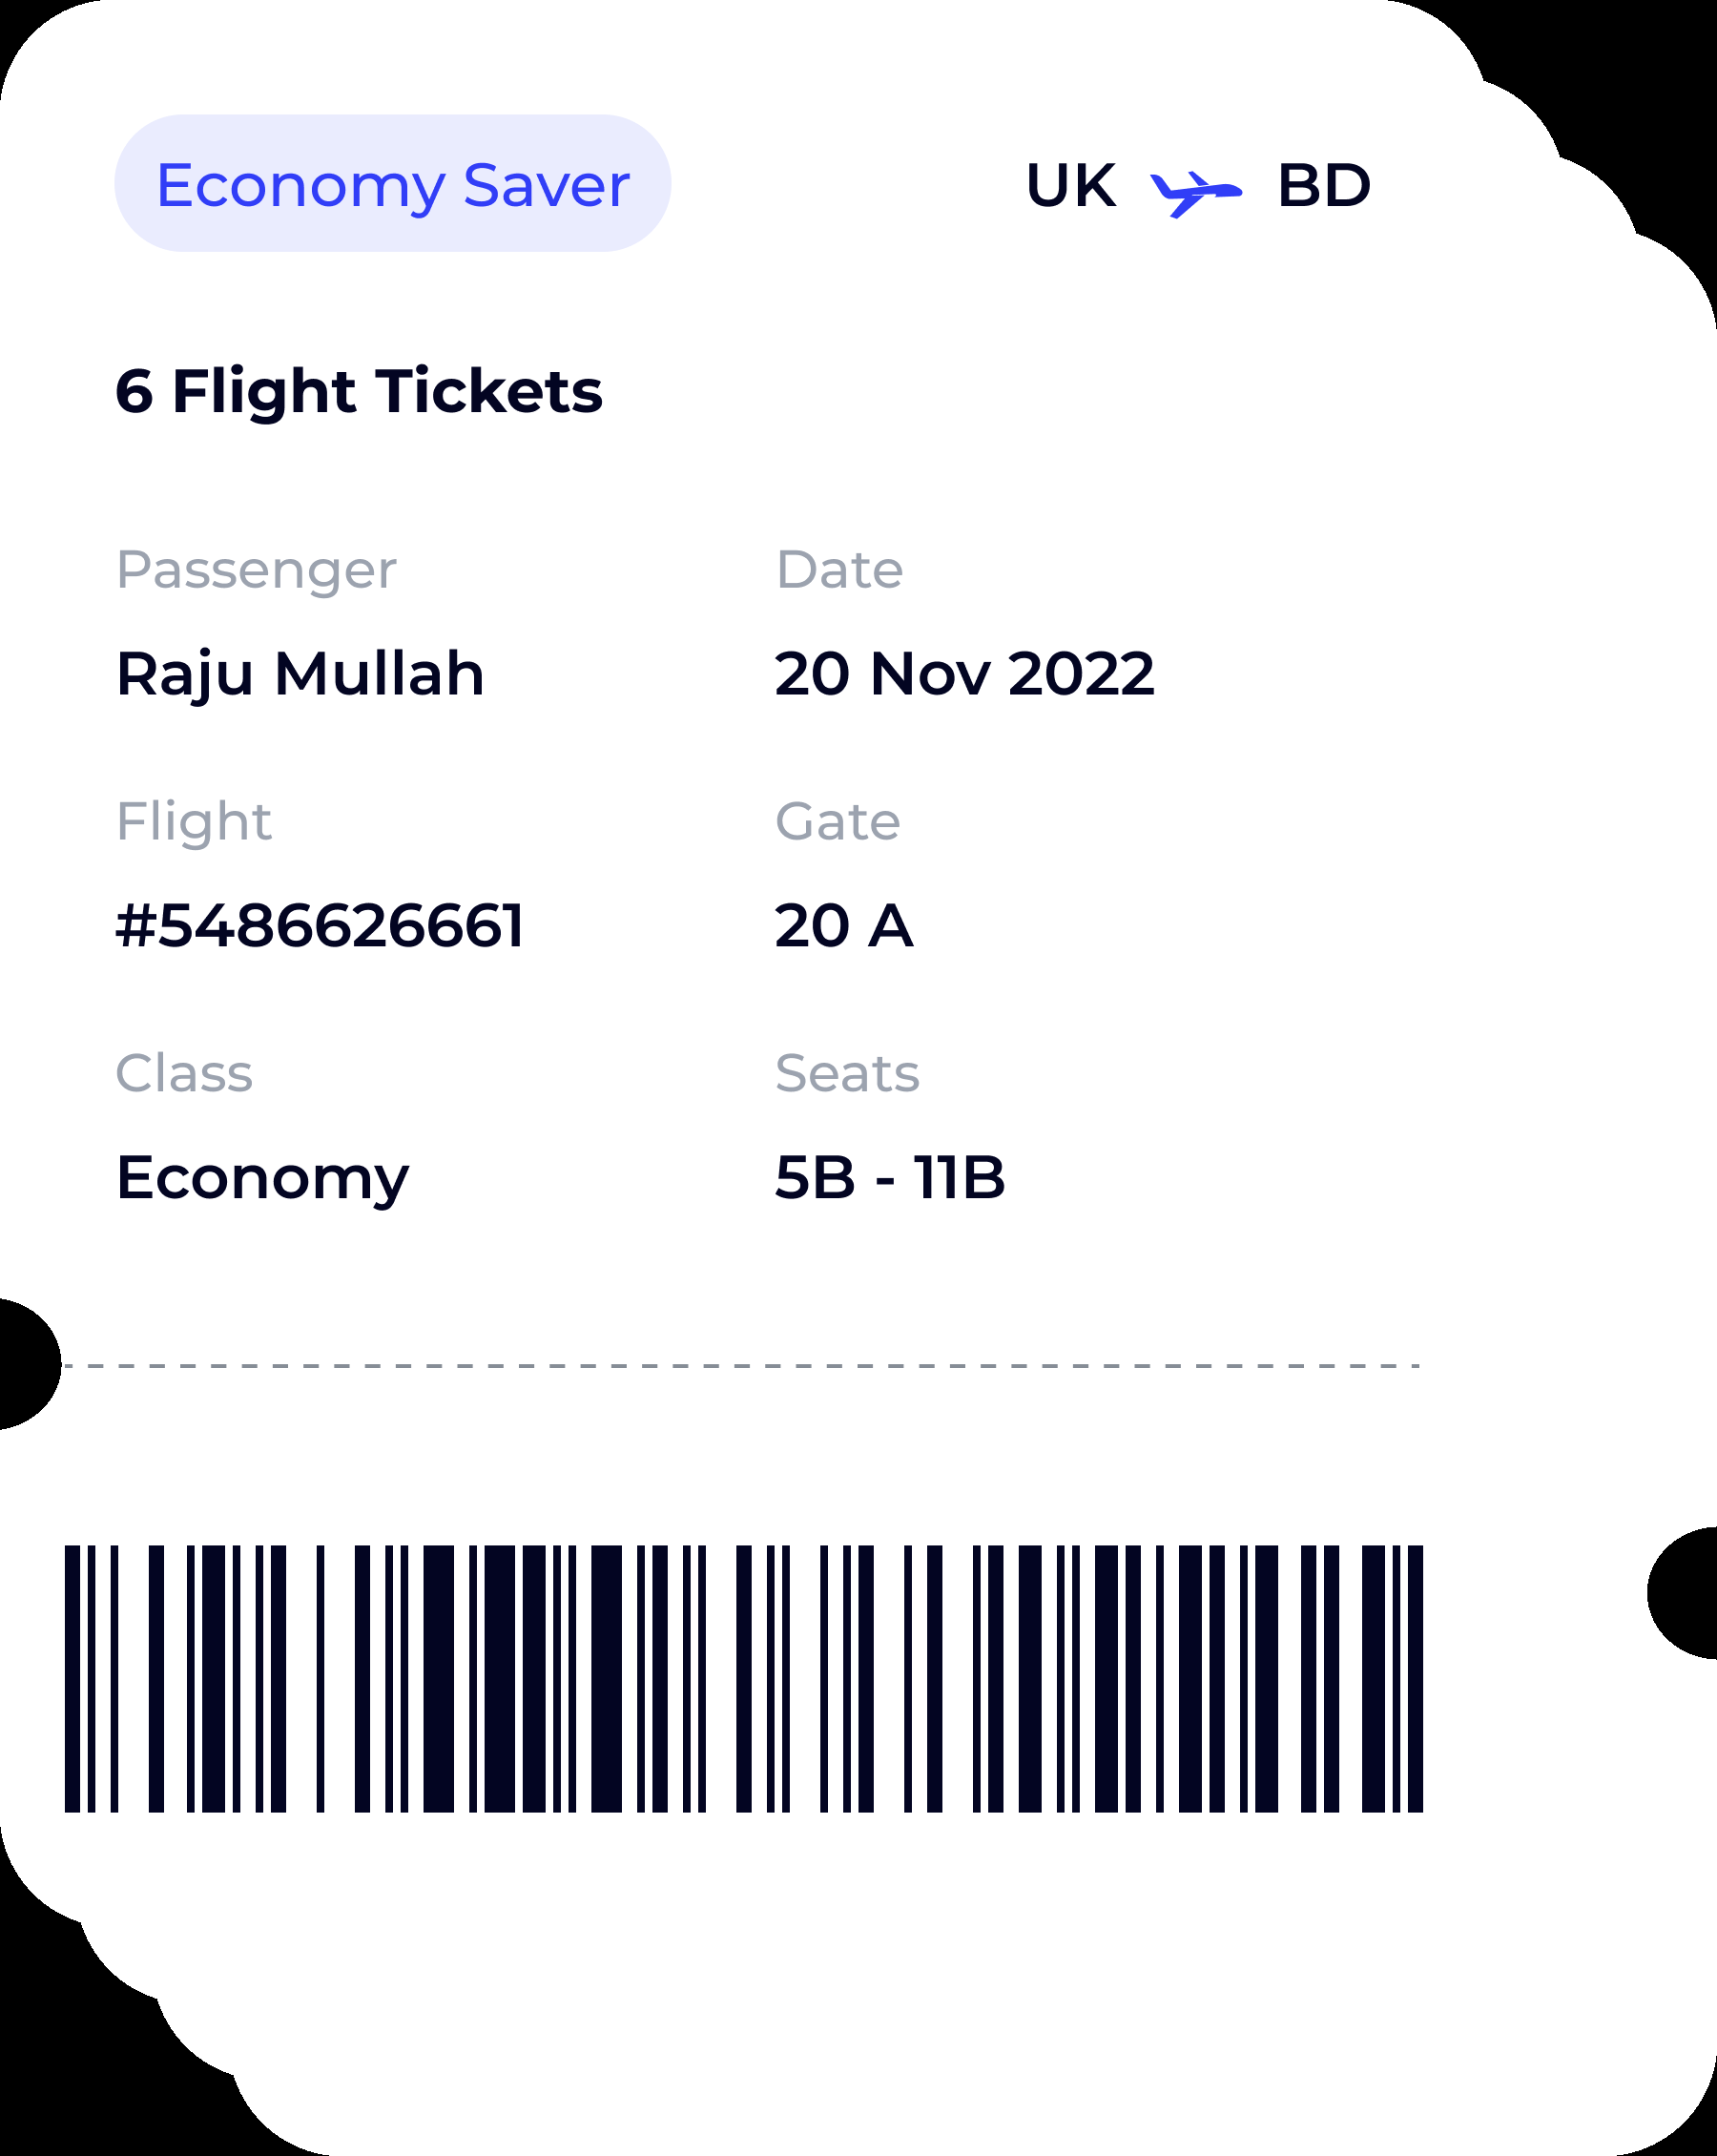 Economy Saver
UK BD
6 Flight Tickets
Passenger Date
Raju Mullah 20 Nov 2022
Flight Gate
#5486626661 20 A
Class Seats
Economy 5B - 11B